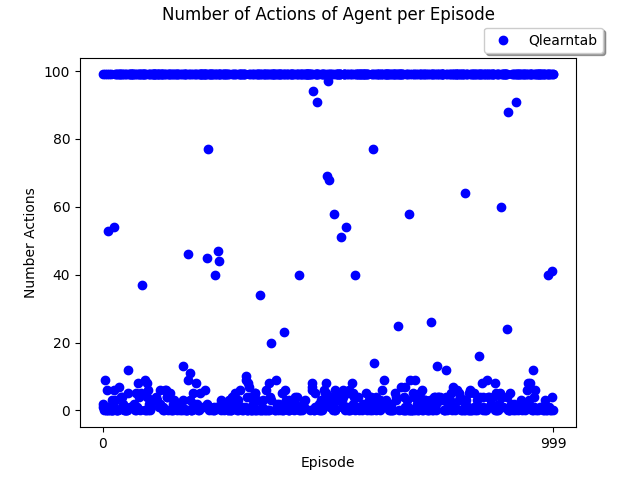 Number of Actions of Agent per Episode
Qlearntab
100
80
60
40
20
0
Number Actions
0
999
Episode